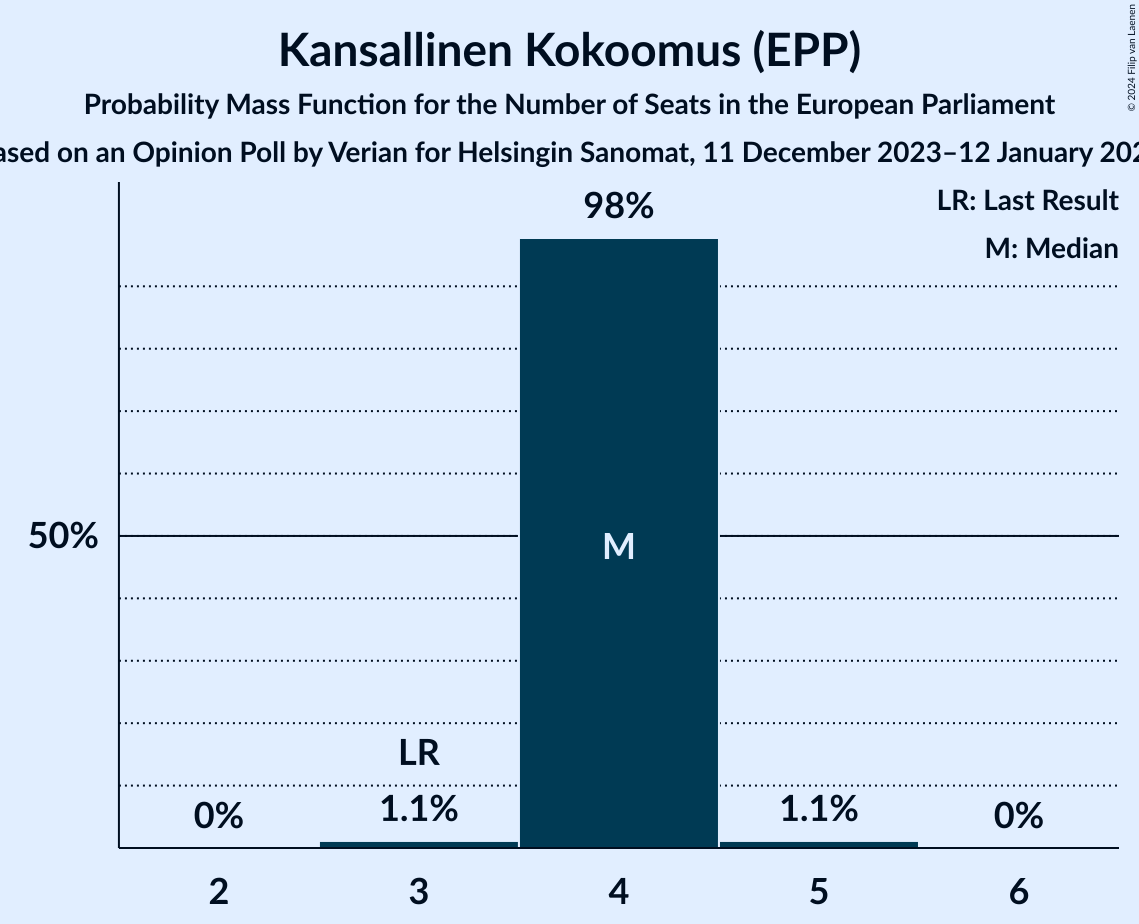 Kansallinen Kokoomus (EPP)
Probability Mass Function for the Number of Seats in the European Parliament
ased on an Opinion Poll by Verian for Helsingin Sanomat, 11 December 2023–12 January 202
© 2024 Filip van Laenen
LR: Last Result
M: Median
98%
50%
M
LR
0%
1.1%
1.1%
0%
2
3
4
5
6